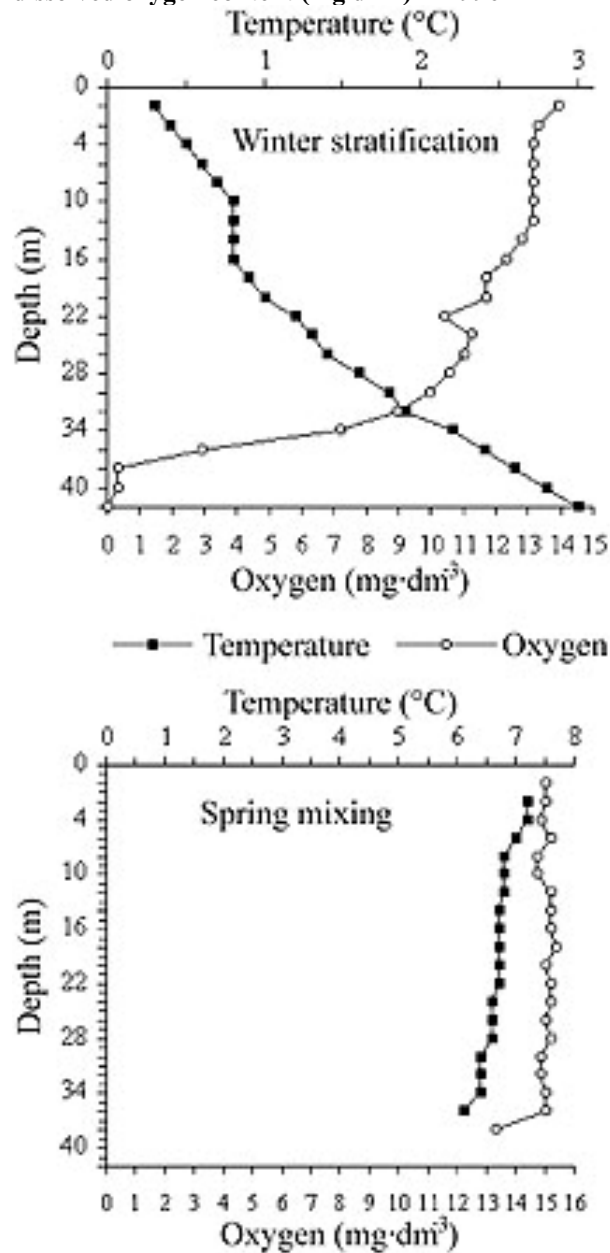 Temperature (°C)
0 1 2 3
0
4
10
16
22
28
34
40
Depth (m)
Winter stratification
0 1 2 3 4 5 6 7 8 9 10 11 12 13 14 15
Oxygen (mg·dm³)
Temperature Oxygen
Temperature (°C)
0 1 2 3 4 5 6 7 8
0
4
10
16
22
28
34
40
Depth (m)
Spring mixing
0 1 2 3 4 5 6 7 8 9 10 11 12 13 14 15 16
Oxygen (mg·dm³)